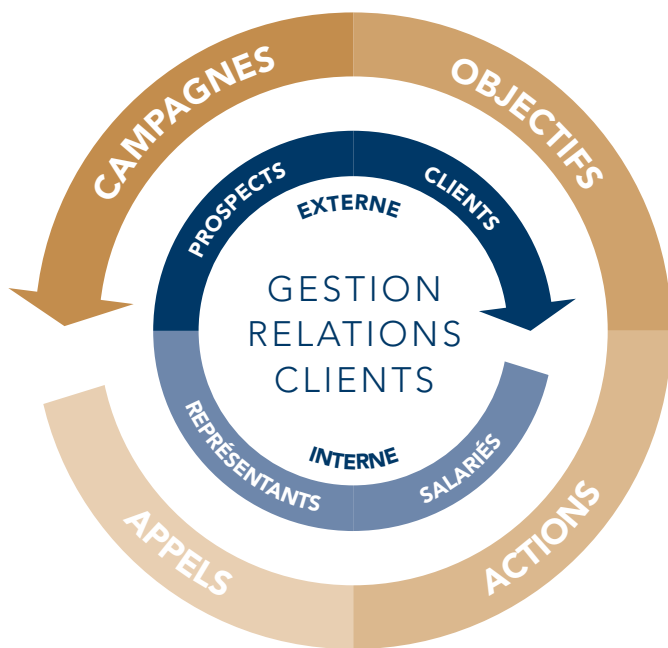 CAMPAGNES
OBJECTIFS
PROSPECTS
CLIENTS
EXTERNE
GESTION
RELATIONS
CLIENTS
INTERNE
REPRÉSENTANTS
SALARIÉS
APPELS
ACTIONS